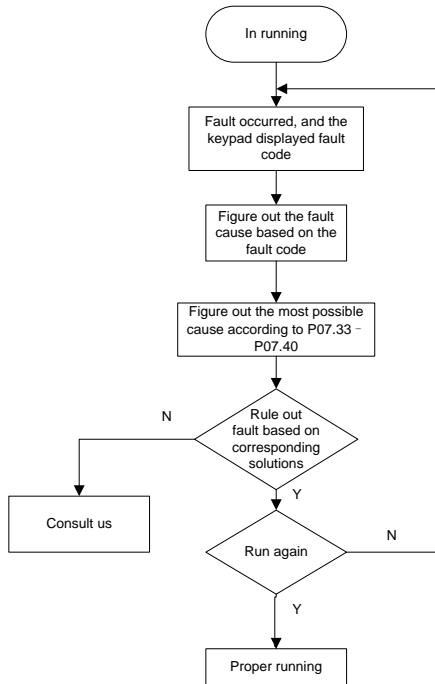 In running
Fault occurred, and the
keypad displayed fault
code
Figure out the fault
cause based on the
fault code
Figure out the most possible
cause according to P07.33–
P07.40
N
Rule out
fault based on
corresponding
solutions
Y
Consult us
Run again
N
Y
Proper running